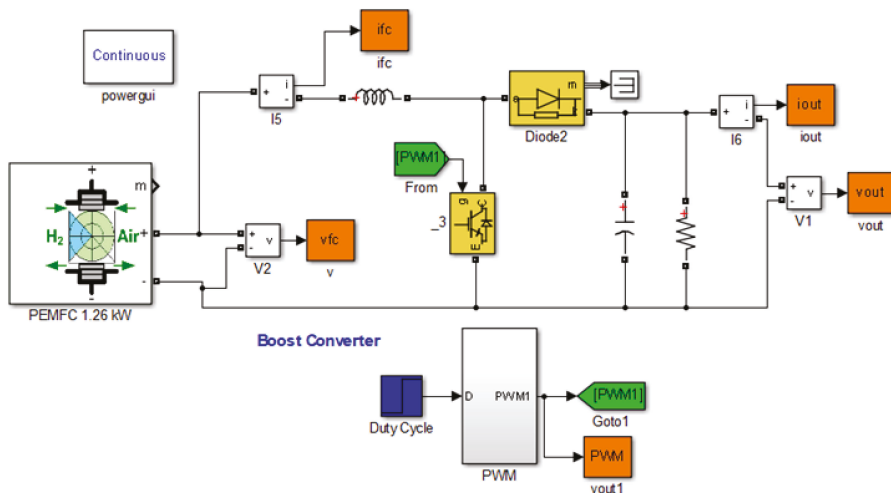 Continuous
powergui
ifc
ifc
i
+
-
I5
m
a
Diode2
+
i
-
I6
iout
iout
[PWM1]
From
g
C
E
_3
+
v
-
V1
vout
vout
+
m
H2
Air
+
-
-
PEMFC 1.26 kW
+
v
-
V2
vfc
v
Boost Converter
Duty Cycle
D
PWM1
PWM
[PWM1]
Goto1
PWM
vout1